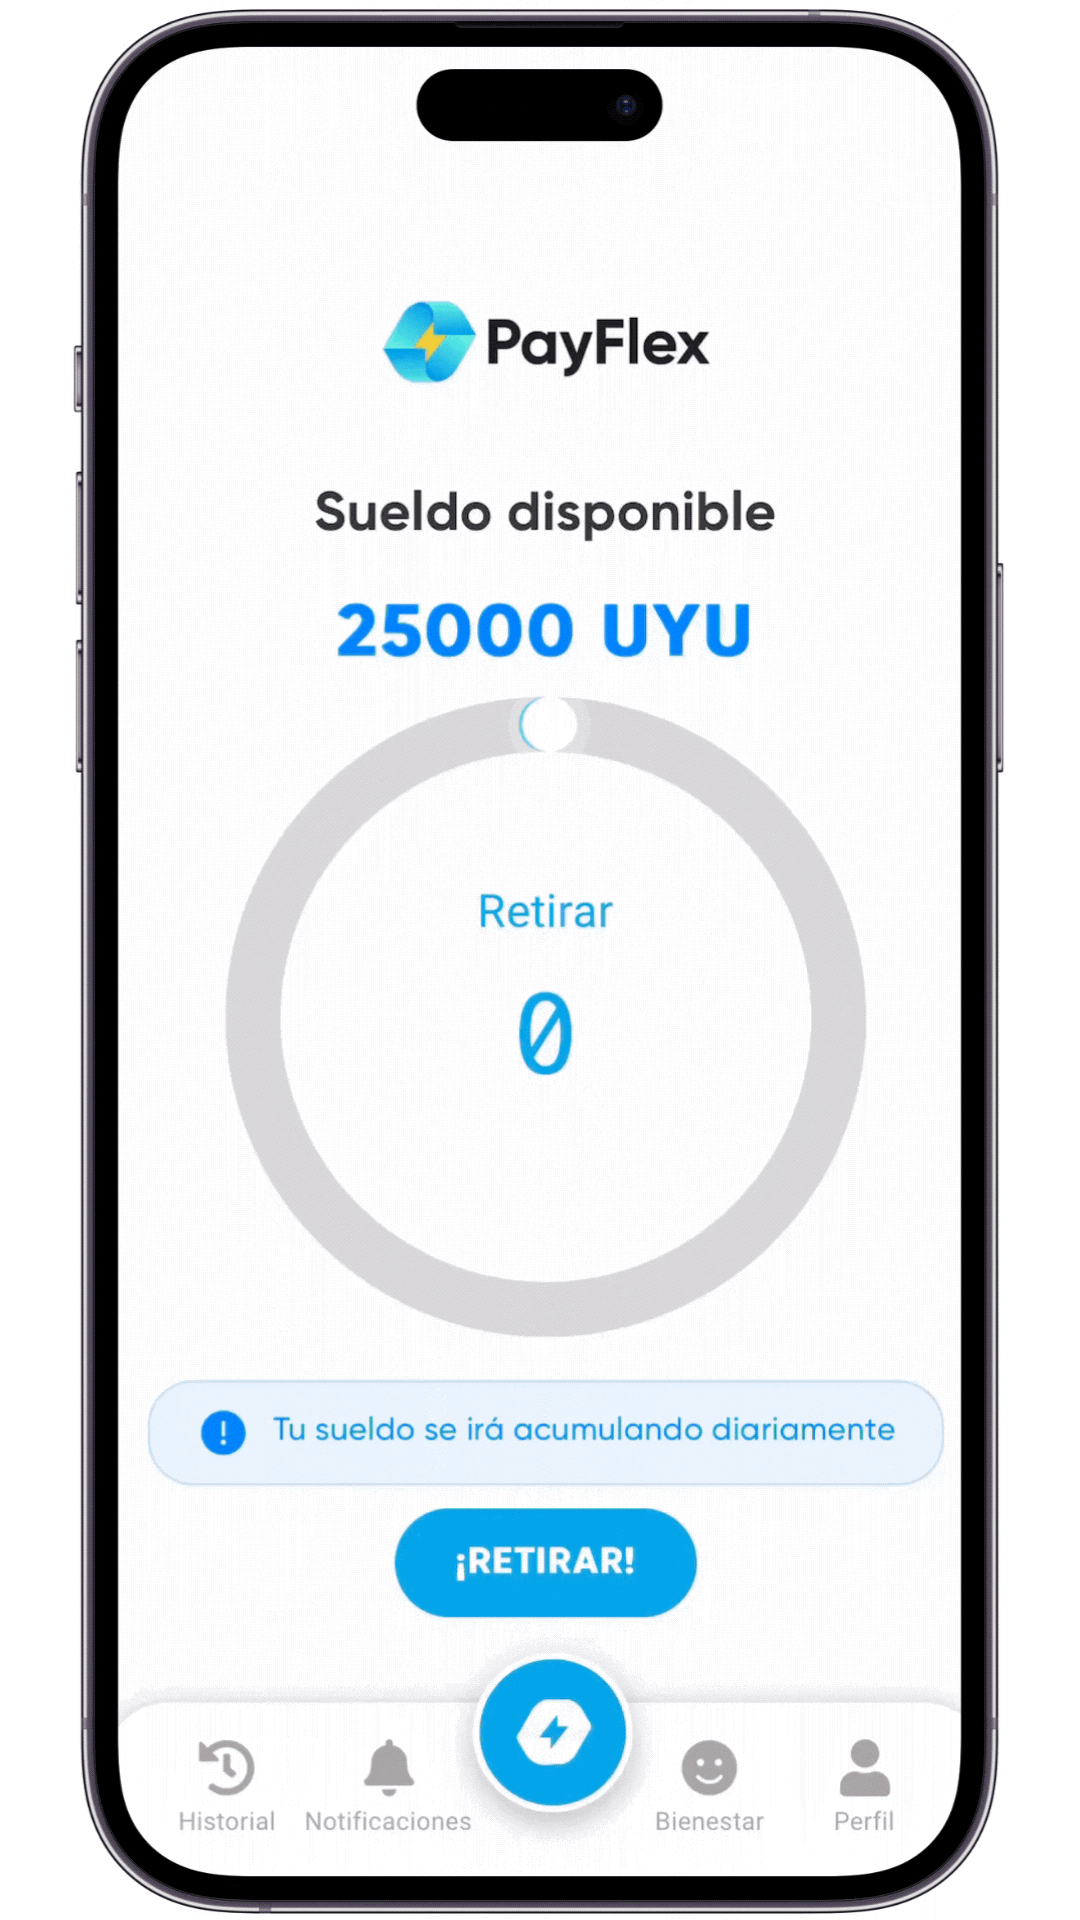 PayFlex
Sueldo disponible
25000 UYU
Retirar
0
Tu sueldo se irá acumulando diariamente
¡RETIRAR!
Historial
Notificaciones
Bienestar
Perfil